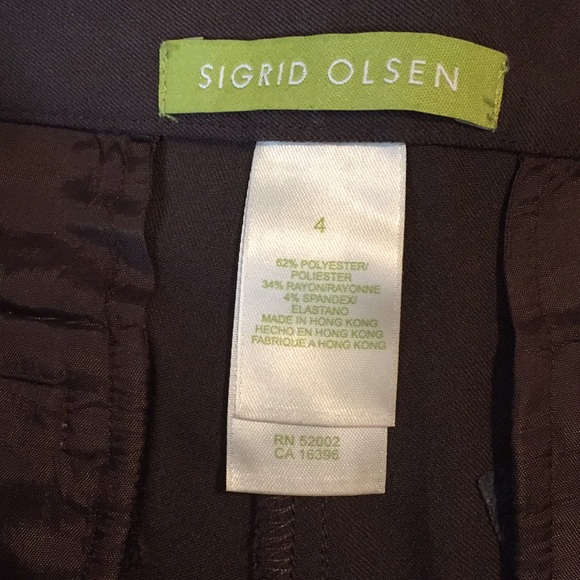 SIGRID OLSEN
4
62% POLYESTER/
POLIESTER
34% RAYON/RAYONNE
4% SPANDEX/
ELASTANO
MADE IN HONG KONG
HECHO EN HONG KONG
FABRIQUE A HONG KONG
RN 52002
CA 16396